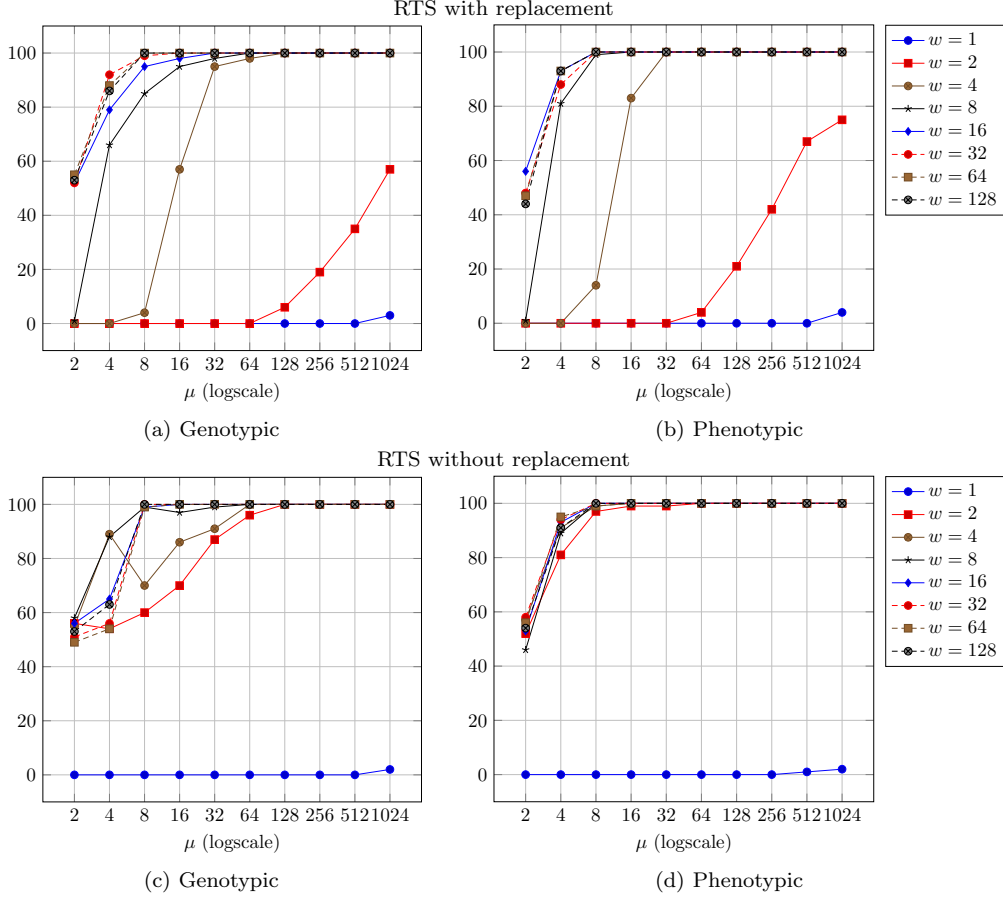 RTS with replacement
100
80
60
40
20
0
2 4 8 16 32 64 128 256 512 1024
μ (logscale)
(a) Genotypic
100
80
60
40
20
0
2 4 8 16 32 64 128 256 512 1024
μ (logscale)
(b) Phenotypic
w = 1
w = 2
w = 4
w = 8
w = 16
w = 32
w = 64
w = 128
RTS without replacement
100
80
60
40
20
0
2 4 8 16 32 64 128 256 512 1024
μ (logscale)
(c) Genotypic
100
80
60
40
20
0
2 4 8 16 32 64 128 256 512 1024
μ (logscale)
(d) Phenotypic
w = 1
w = 2
w = 4
w = 8
w = 16
w = 32
w = 64
w = 128